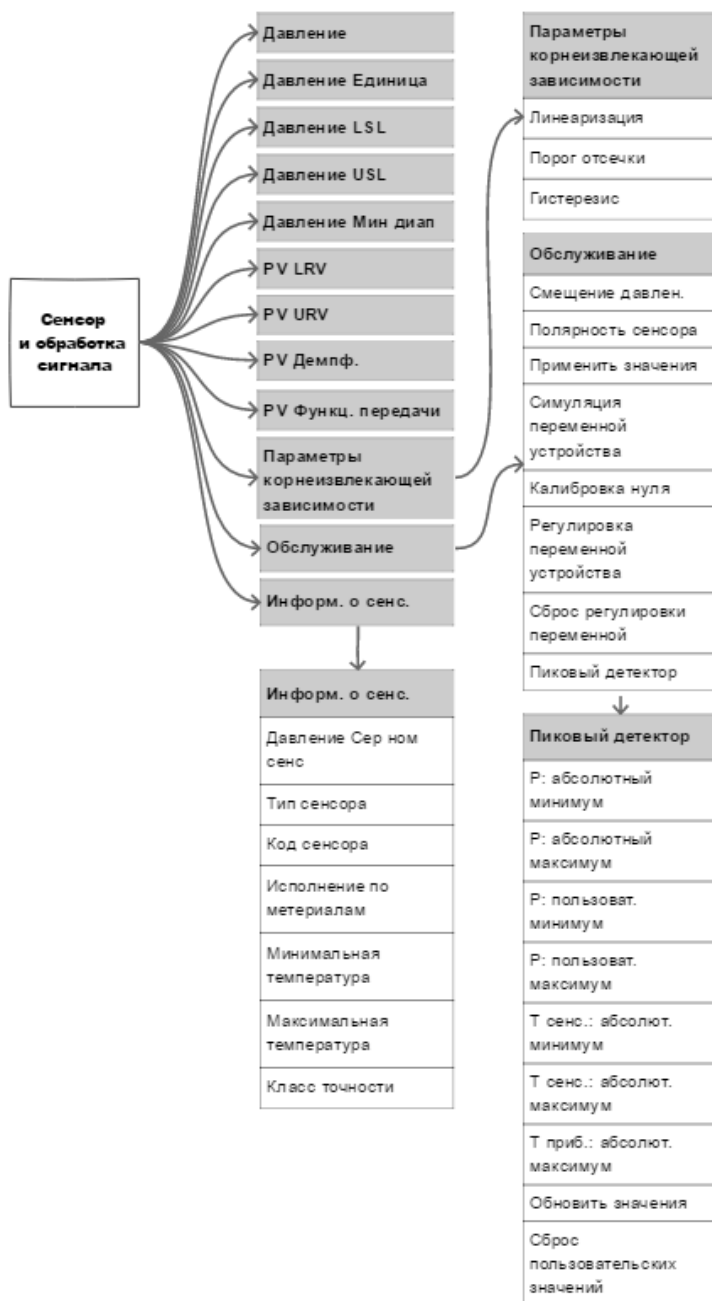 Сенсор
и обработка
сигнала
Давление
Давление Единица
Давление LSL
Давление USL
Давление Мин диап
PV LRV
PV URV
PV Демпф.
PV Функц. передачи
Параметры
корнеизвлекающей
зависимости
Обслуживание
Информ. о сенс.
Информ. о сенс.
Давление Сер ном
сенс
Тип сенсора
Код сенсора
Исполнение по
метериалам
Минимальная
температура
Максимальная
температура
Класс точности
Параметры
корнеизвлекающей
зависимости
Линеаризация
Порог отсечки
Гистерезис
Обслуживание
Смещение давлен.
Полярность сенсора
Применить значения
Симуляция
переменной
устройства
Калибровка нуля
Регулировка
переменной
устройства
Сброс регулировки
переменной
Пиковый детектор
Пиковый детектор
Р: абсолютный
минимум
Р: абсолютный
максимум
Р: пользоват.
минимум
Р: пользоват.
максимум
Т сенс.: абсолют.
минимум
Т сенс.: абсолют.
максимум
Т приб.: абсолют.
максимум
Обновить значения
Сброс
пользовательских
значений